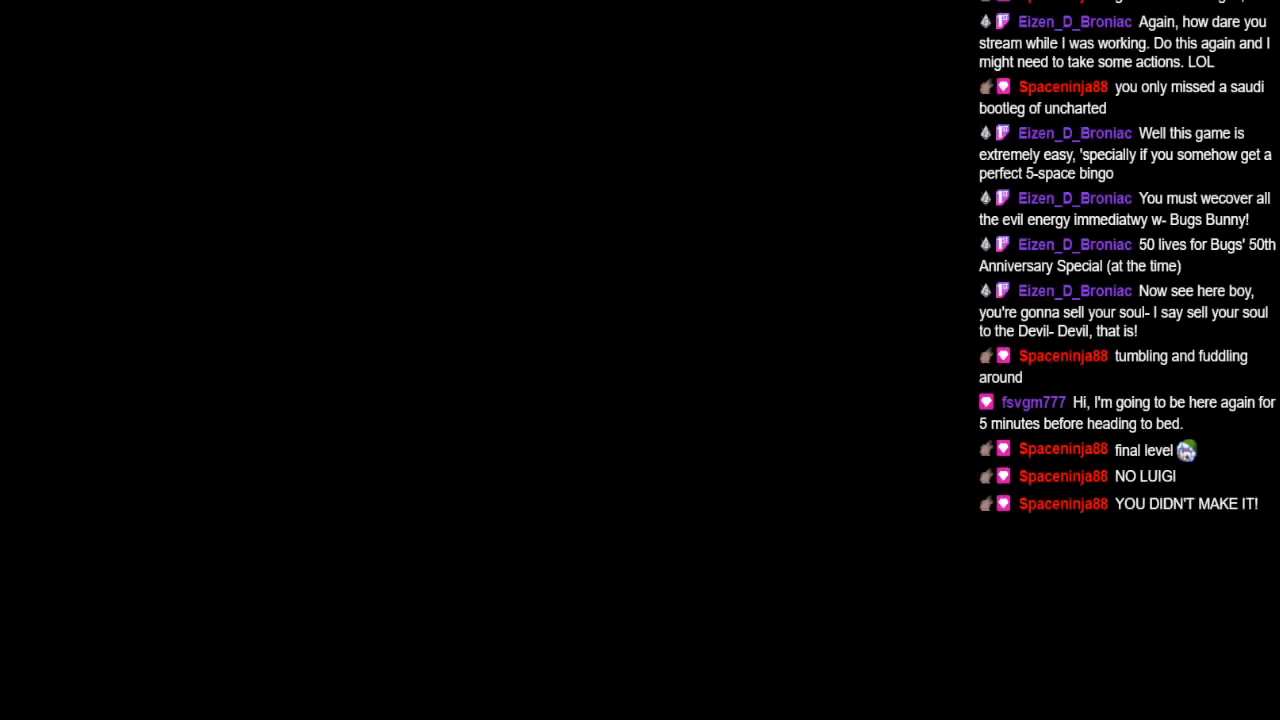 Eizen_D_Broniac Again, how dare you
stream while I was working. Do this again and I
might need to take some actions. LOL
Spaceninja88 you only missed a saudi
bootleg of uncharted
Eizen_D_Broniac Well this game is
extremely easy, 'specially if you somehow get a
perfect 5-space bingo
Eizen_D_Broniac You must wecover all
the evil energy immediatwy w- Bugs Bunny!
Eizen_D_Broniac 50 lives for Bugs' 50th
Anniversary Special (at the time)
Eizen_D_Broniac Now see here boy,
you're gonna sell your soul- I say sell your soul
to the Devil- Devil, that is!
Spaceninja88 tumbling and fuddling
around
fsvgm777 Hi, I'm going to be here again for
5 minutes before heading to bed.
Spaceninja88 final level
Spaceninja88 NO LUIGI
Spaceninja88 YOU DIDN'T MAKE IT!